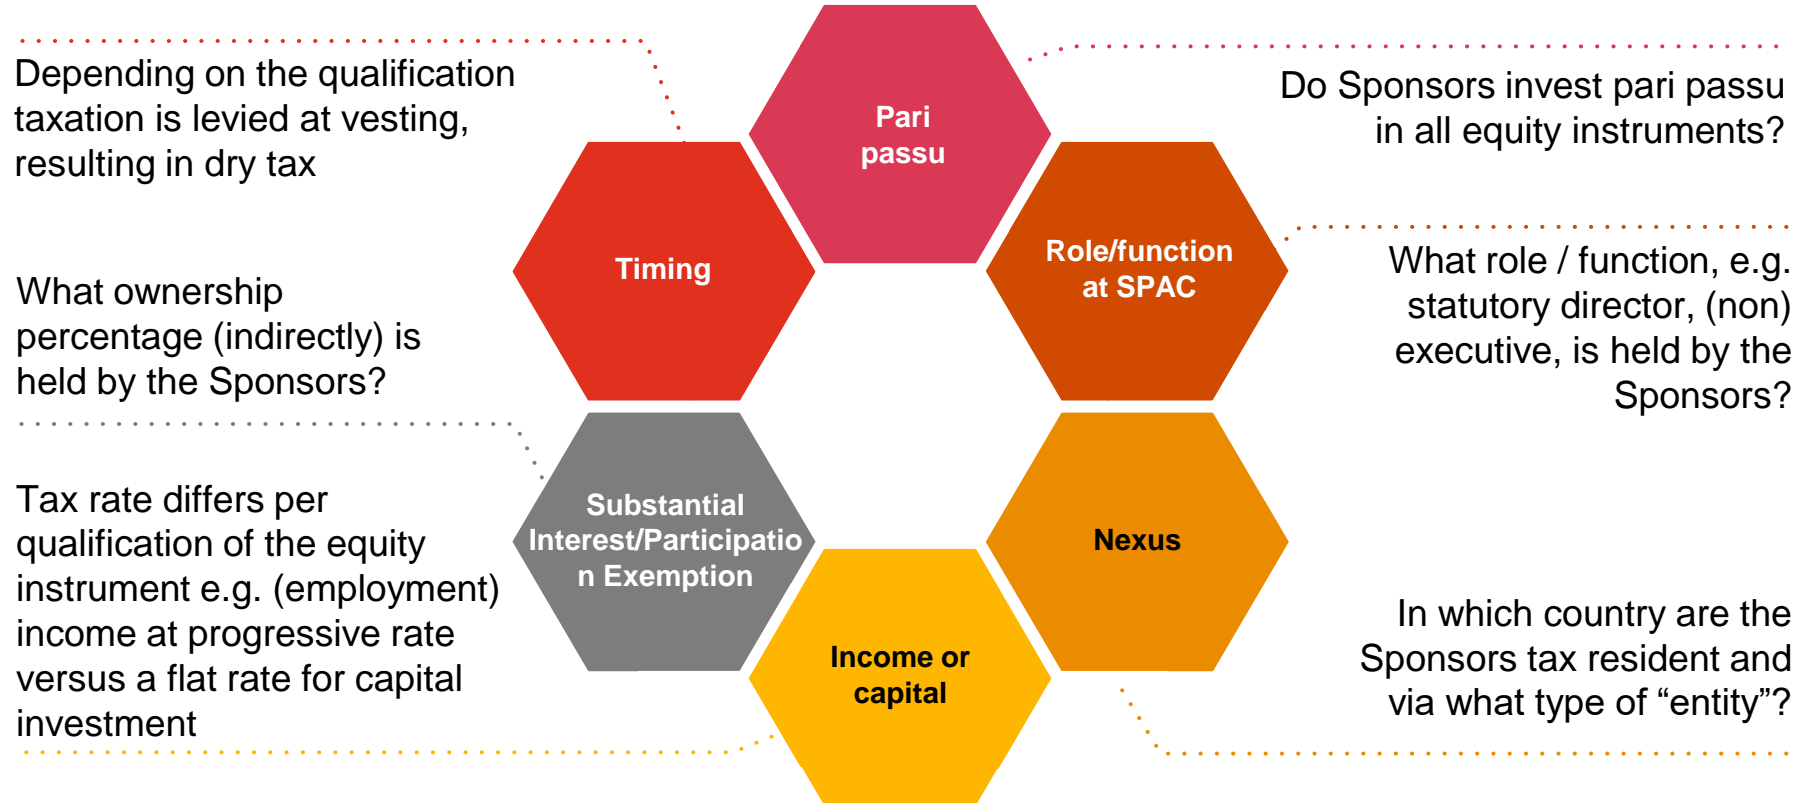 Depending on the qualification
taxation is levied at vesting,
resulting in dry tax
Pari
passu
Do Sponsors invest pari passu
in all equity instruments?
Timing
Role/function
at SPAC
What ownership
percentage (indirectly) is
held by the Sponsors?
What role / function, e.g.
statutory director, (non)
executive, is held by the
Sponsors?
Substantial
Interest/Participatio
n Exemption
Nexus
Tax rate differs per
qualification of the equity
instrument e.g. (employment)
income at progressive rate
versus a flat rate for capital
investment
Income or
capital
In which country are the
Sponsors tax resident and
via what type of “entity”?